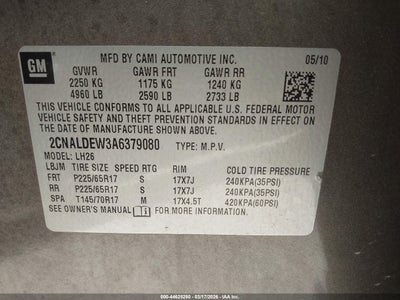 GM
MFD BY CAMI AUTOMOTIVE INC. 05/10
GVWR GAWR FRT GAWR RR
2250 KG 1175 KG 1240 KG
4960 LB 2590 LB 2733 LB
THIS VEHICLE CONFORMS TO ALL APPLICABLE U.S. FEDERAL MOTOR
VEHICLE SAFETY AND THEFT PREVENTION STANDARDS IN EFFECT ON
THE DATE OF MANUFACTURE SHOWN ABOVE.
2CNALDEW3A6379080 TYPE: M.P.V.
MODEL: LH26
LBJM TIRE SIZE SPEED RTG RIM COLD TIRE PRESSURE
FRT P225/65R17 S 17X7J 240KPA(35PSI)
RR P225/65R17 S 17X7J 240KPA(35PSI)
SPA T145/70R17 M 17X4.5T 420KPA(60PSI)
SEE OWNER'S MANUAL FOR MORE INFORMATION.
000-44629280 - 03/17/2026 - IAA Inc.